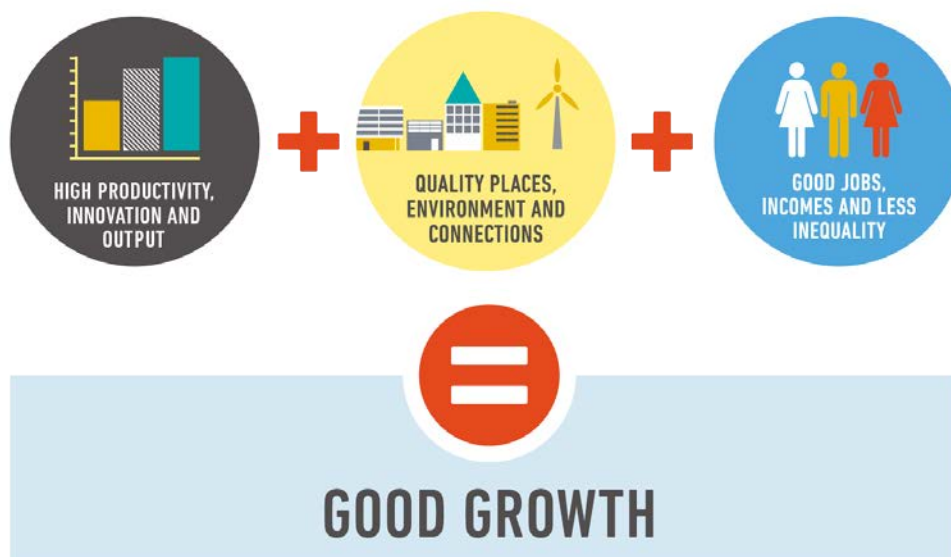 HIGH PRODUCTIVITY,
INNOVATION AND
OUTPUT
QUALITY PLACES,
ENVIRONMENT AND
CONNECTIONS
GOOD JOBS,
INCOMES AND LESS
INEQUALITY
GOOD GROWTH